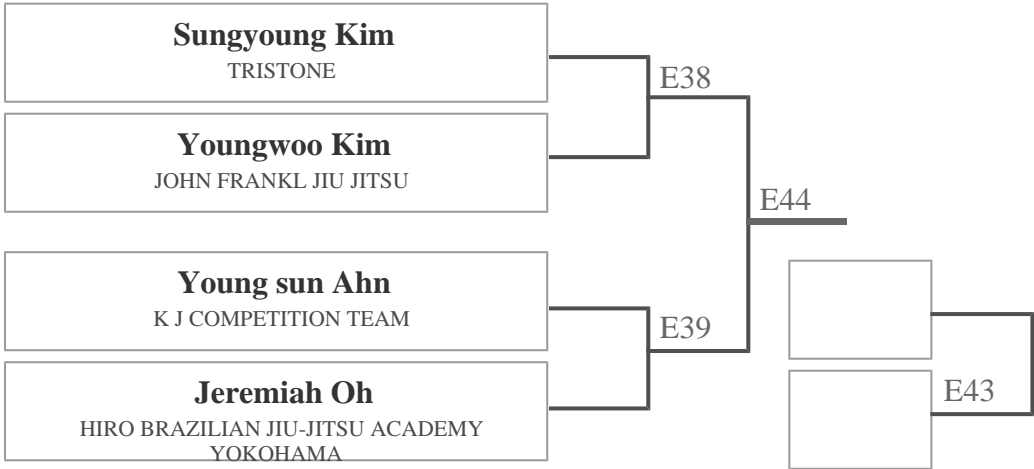 Sungyoung Kim
TRISTONE
E38
Youngwoo Kim
JOHN FRANKL JIU JITSU
E44
Young sun Ahn
K J COMPETITION TEAM
E39
Jeremiah Oh
HIRO BRAZILIAN JIU-JITSU ACADEMY
YOKOHAMA
E43